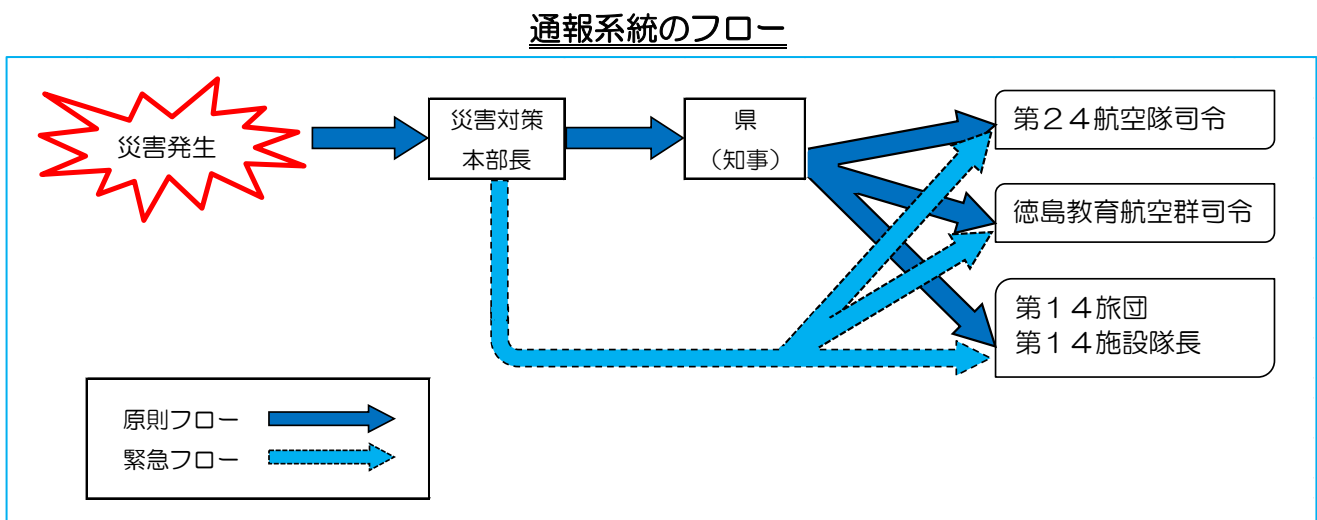 通報系統のフロー
災害発生
災害対策
本部長
県
（知事）
第２４航空隊司令
徳島教育航空群司令
第１４旅団
第１４施設隊長
原則フロー
緊急フロー